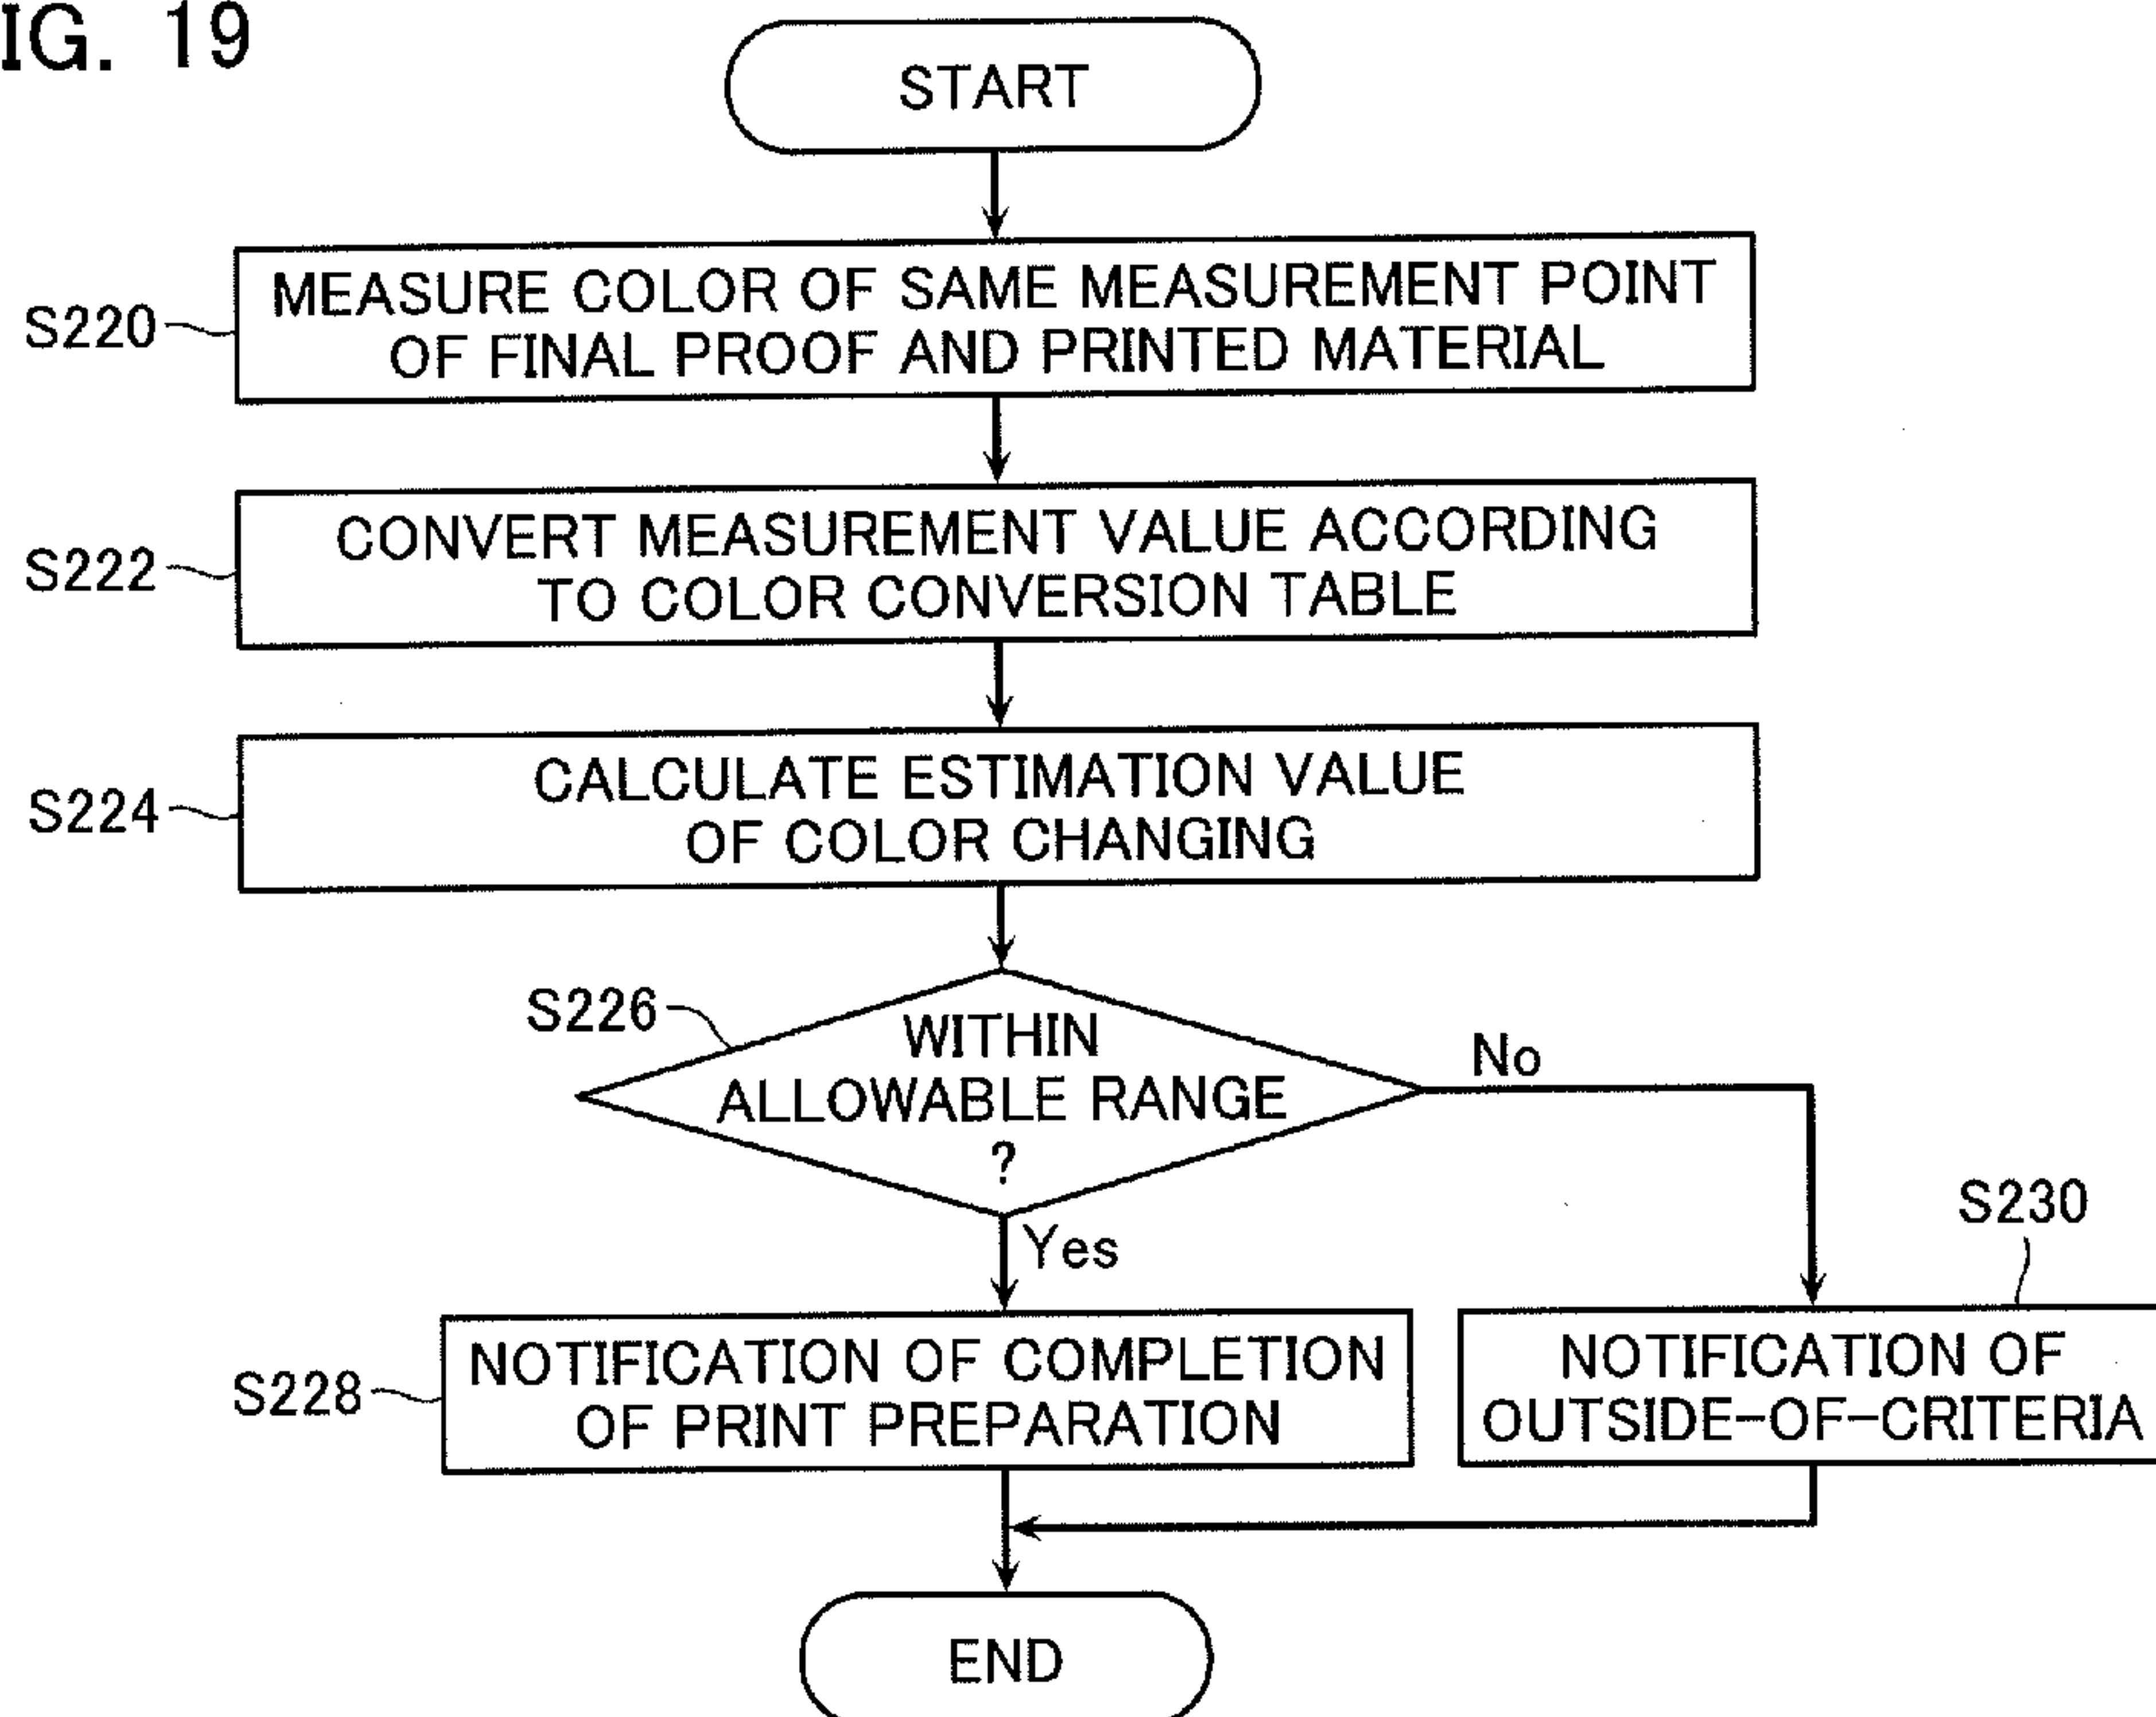 IG. 19
START
S220
MEASURE COLOR OF SAME MEASUREMENT POINT
OF FINAL PROOF AND PRINTED MATERIAL
S222
CONVERT MEASUREMENT VALUE ACCORDING
TO COLOR CONVERSION TABLE
S224
CALCULATE ESTIMATION VALUE
OF COLOR CHANGING
S226
WITHIN
ALLOWABLE RANGE
?
No
Yes
S228
NOTIFICATION OF COMPLETION
OF PRINT PREPARATION
S230
NOTIFICATION OF
OUTSIDE-OF-CRITERIA
END